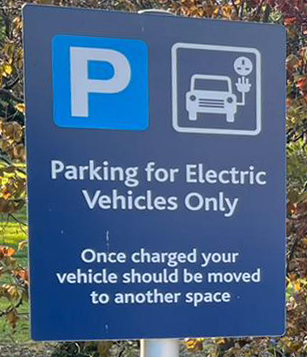 P
Parking for Electric
Vehicles Only
Once charged your
vehicle should be moved
to another space